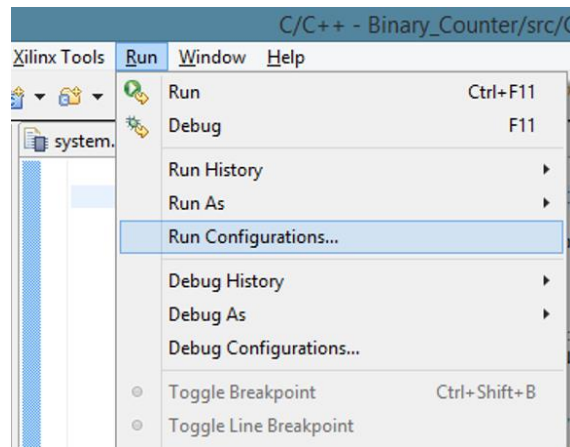 C/C++ - Binary_Counter/src/
Xilinx Tools Run Window Help
system.
Run Ctrl+F11
Debug F11
Run History
Run As
Run Configurations...
Debug History
Debug As
Debug Configurations...
Toggle Breakpoint Ctrl+Shift+B
Toggle Line Breakpoint